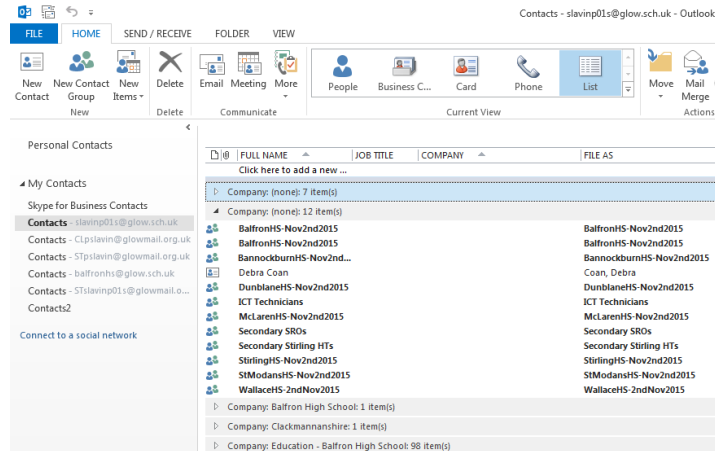 Contacts - slavinp01s@glow.sch.uk - Outlook
FILE HOME SEND / RECEIVE FOLDER VIEW
New Contact New Contact Group New Items Delete Email Meeting More People Business C... Card Phone List Move Mail Merge
New Delete Communicate Current View Actions
Personal Contacts
My Contacts
Skype for Business Contacts
Contacts - slavinp01s@glow.sch.uk
Contacts - CLpslavin@glowmail.org.uk
Contacts - STpslavin@glowmail.org.uk
Contacts - balfronhs@glow.sch.uk
Contacts - STslavinp01s@glowmail.o...
Contacts2
Connect to a social network
FULL NAME JOB TITLE COMPANY FILE AS
Click here to add a new ...
Company: (none): 7 item(s)
Company: (none): 12 item(s)
BalfronHS-Nov2nd2015 BalfronHS-Nov2nd2015
BalfronHS-Nov2nd2015 BalfronHS-Nov2nd2015
BannockburnHS-Nov2nd... BannockburnHS-Nov2nd2015
Debra Coan Coan, Debra
DunblaneHS-Nov2nd2015 DunblaneHS-Nov2nd2015
ICT Technicians ICT Technicians
McLarenHS-Nov2nd2015 McLarenHS-Nov2nd2015
Secondary SROs Secondary SROs
Secondary Stirling HTs Secondary Stirling HTs
StirlingHS-Nov2nd2015 StirlingHS-Nov2nd2015
StModansHS-Nov2nd2015 StModansHS-Nov2nd2015
WallaceHS-2ndNov2015 WallaceHS-2ndNov2015
Company: Balfron High School: 1 item(s)
Company: Clackmannanshire: 1 item(s)
Company: Education - Balfron High School: 98 item(s)